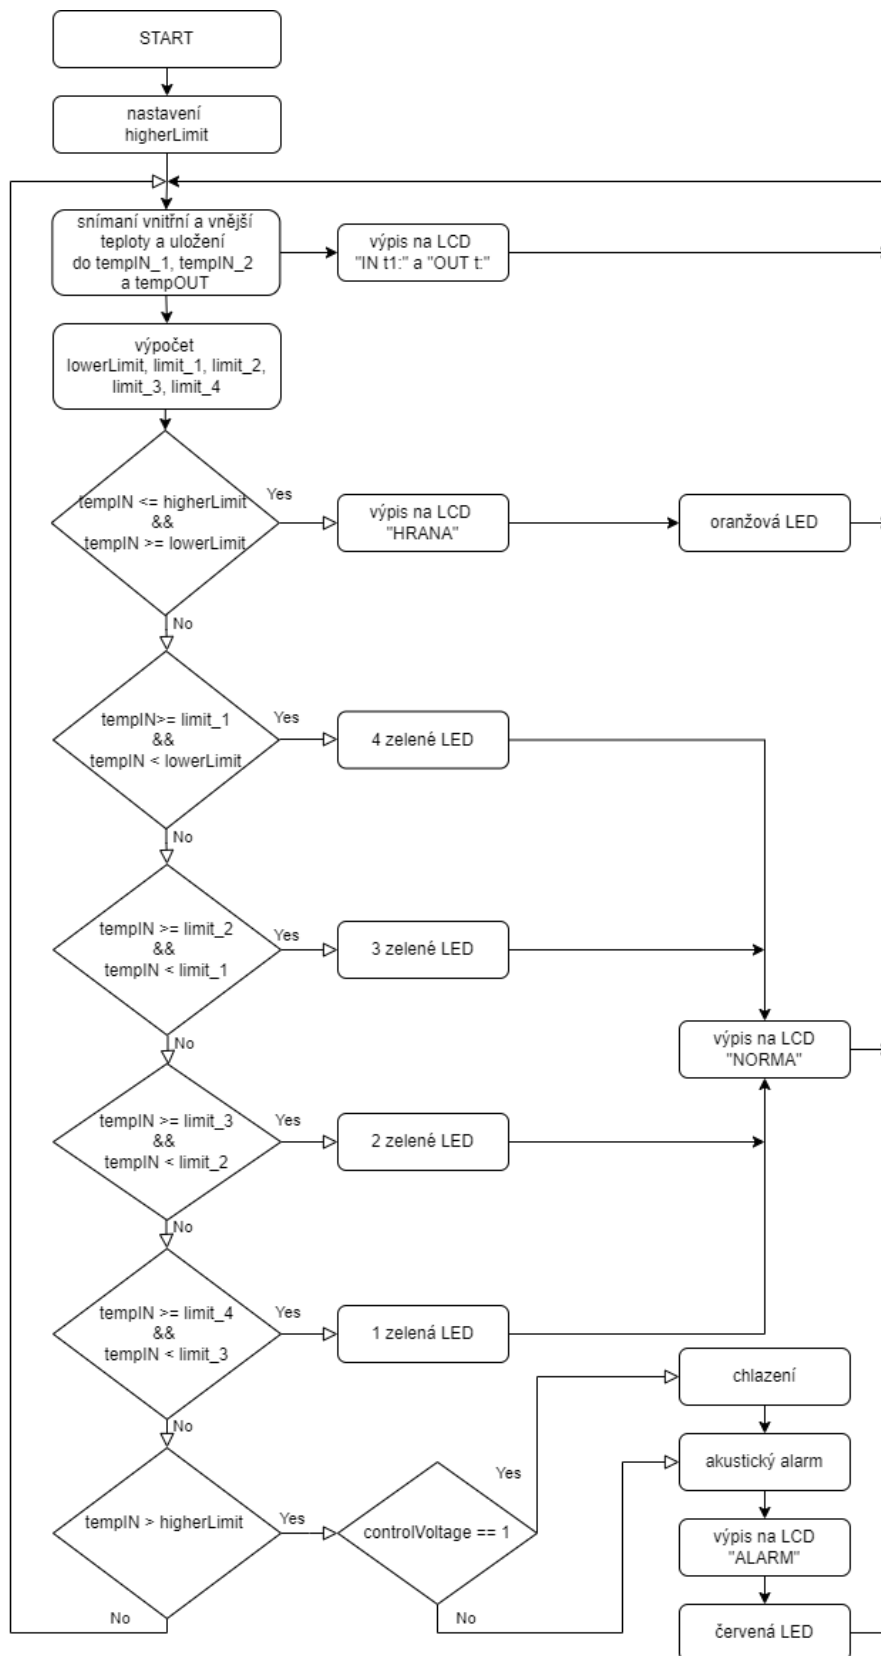 START
nastavení
higherLimit
snímaní vnitřní a vnější
teploty a uložení
do tempIN_1, tempIN_2
a tempOUT
výpis na LCD
"IN t1:" a "OUT t:"
výpočet
lowerLimit, limit_1, limit_2,
limit_3, limit_4
tempIN <= higherLimit
&&
tempIN >= lowerLimit
Yes
výpis na LCD
"HRANA"
oranžová LED
No
tempIN>= limit_1
&&
tempIN < lowerLimit
Yes
4 zelené LED
No
tempIN >= limit_2
&&
tempIN < limit_1
Yes
3 zelené LED
výpis na LCD
"NORMA"
No
tempIN >= limit_3
&&
tempIN < limit_2
Yes
2 zelené LED
No
tempIN >= limit_4
&&
tempIN < limit_3
Yes
1 zelená LED
No
tempIN > higherLimit
Yes
No
controlVoltage == 1
Yes
No
chlazení
akustický alarm
výpis na LCD
"ALARM"
červená LED